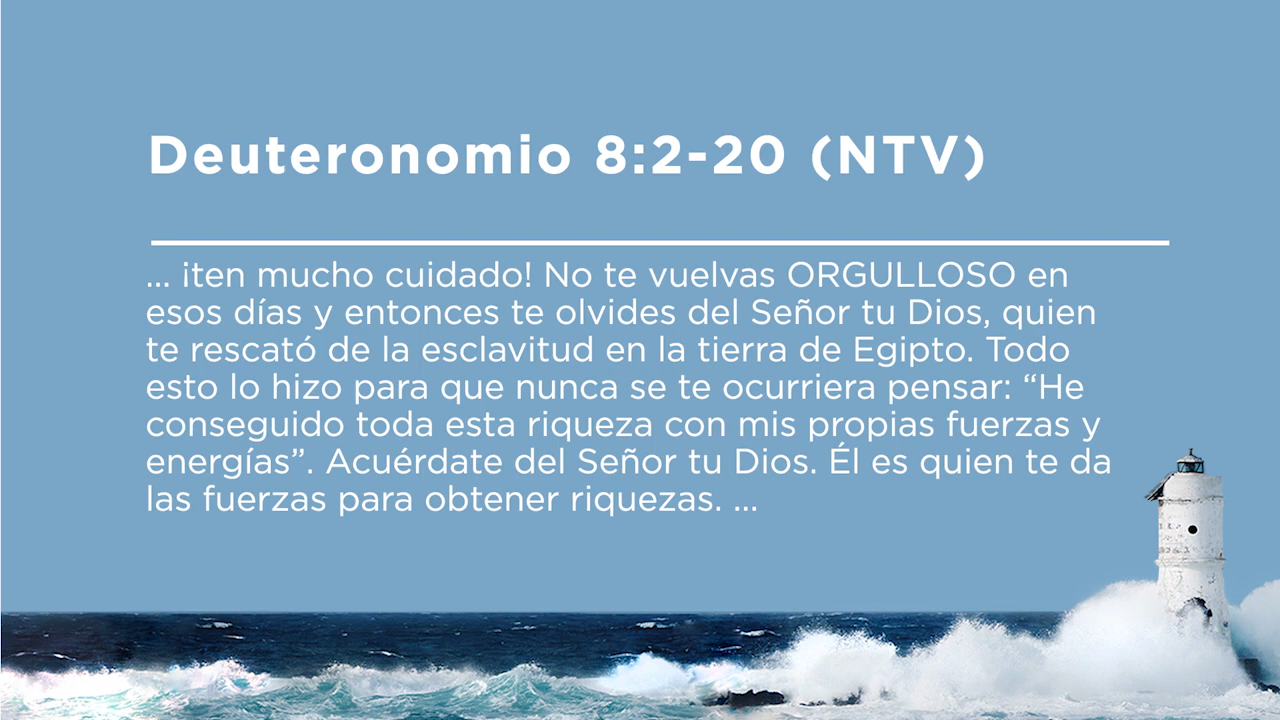 Deuteronomio 8:2-20 (NTV)
... ¡ten mucho cuidado! No te vuelvas ORGULLOSO en
esos días y entonces te olvides del Señor tu Dios, quien
te rescató de la esclavitud en la tierra de Egipto. Todo
esto lo hizo para que nunca se te ocurriera pensar: “He
conseguido toda esta riqueza con mis propias fuerzas y
energías”. Acuérdate del Señor tu Dios. Él es quien te da
las fuerzas para obtener riquezas. ...